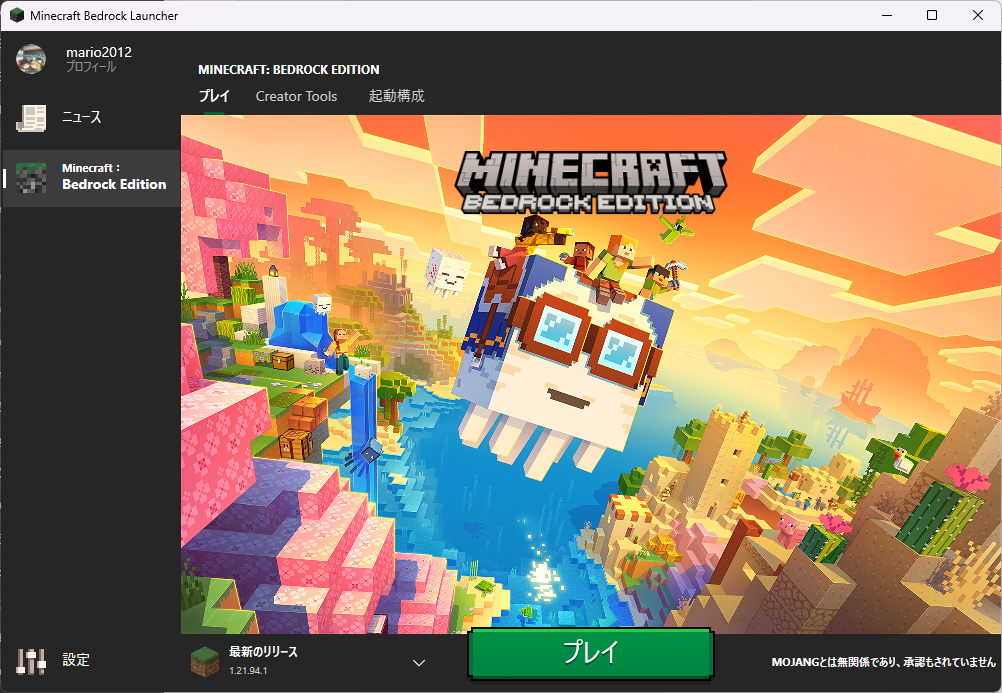 Minecraft Bedrock Launcher
mario2012
プロフィール
ニュース
Minecraft：
Bedrock Edition
設定
MINECRAFT: BEDROCK EDITION
プレイ
Creator Tools
起動構成
MINECRAFT
BEDROCK EDITION
最新のリリース
1.21.94.1
プレイ
MOJANGとは無関係であり、承認もされていません